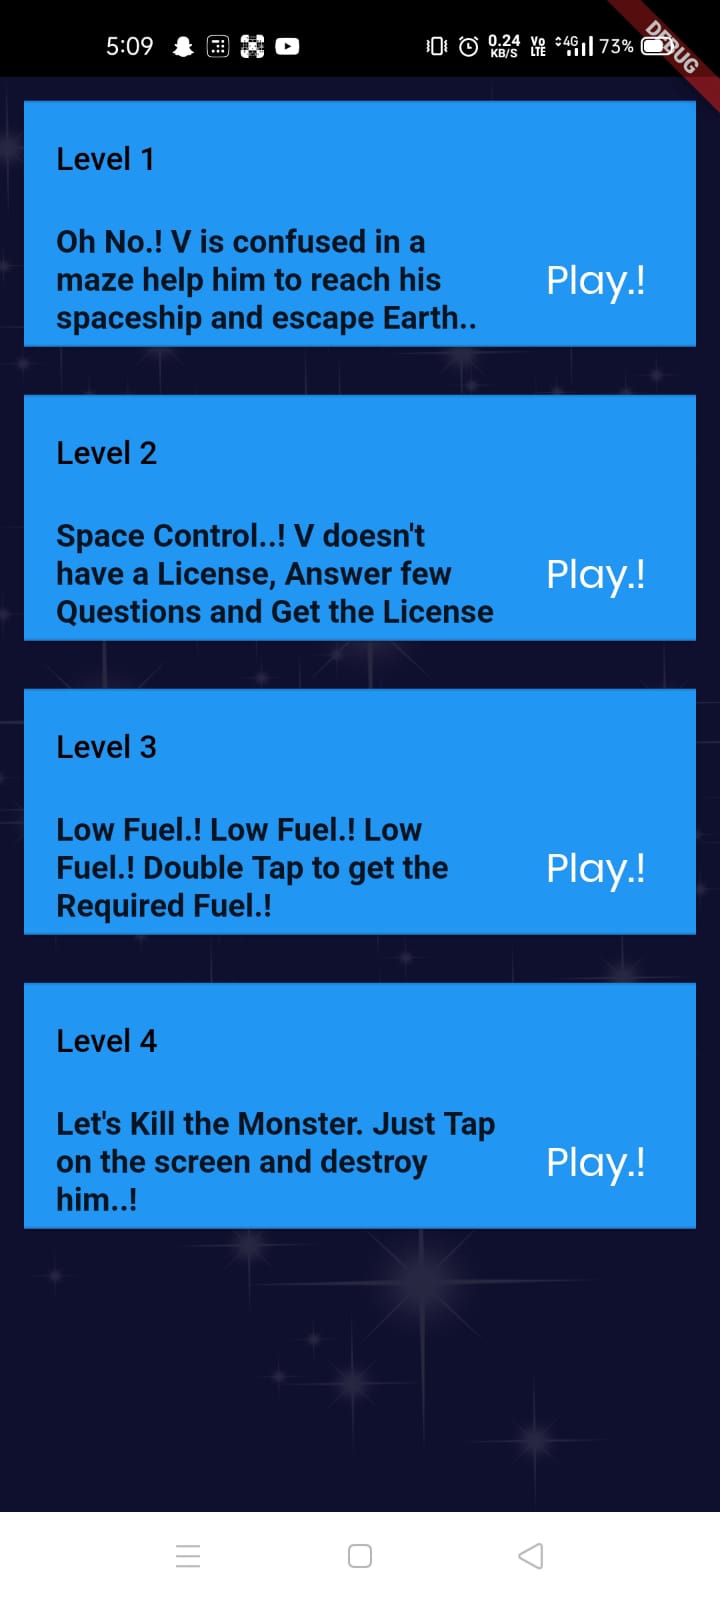 5:09 0.24 KB/S Vo LTE 4G 73%
DEBUG
Level 1
Oh No.! V is confused in a
maze help him to reach his
spaceship and escape Earth..
Play.!
Level 2
Space Control..! V doesn't
have a License, Answer few
Questions and Get the License
Play.!
Level 3
Low Fuel.! Low Fuel.! Low
Fuel.! Double Tap to get the
Required Fuel.!
Play.!
Level 4
Let's Kill the Monster. Just Tap
on the screen and destroy
him..!
Play.!